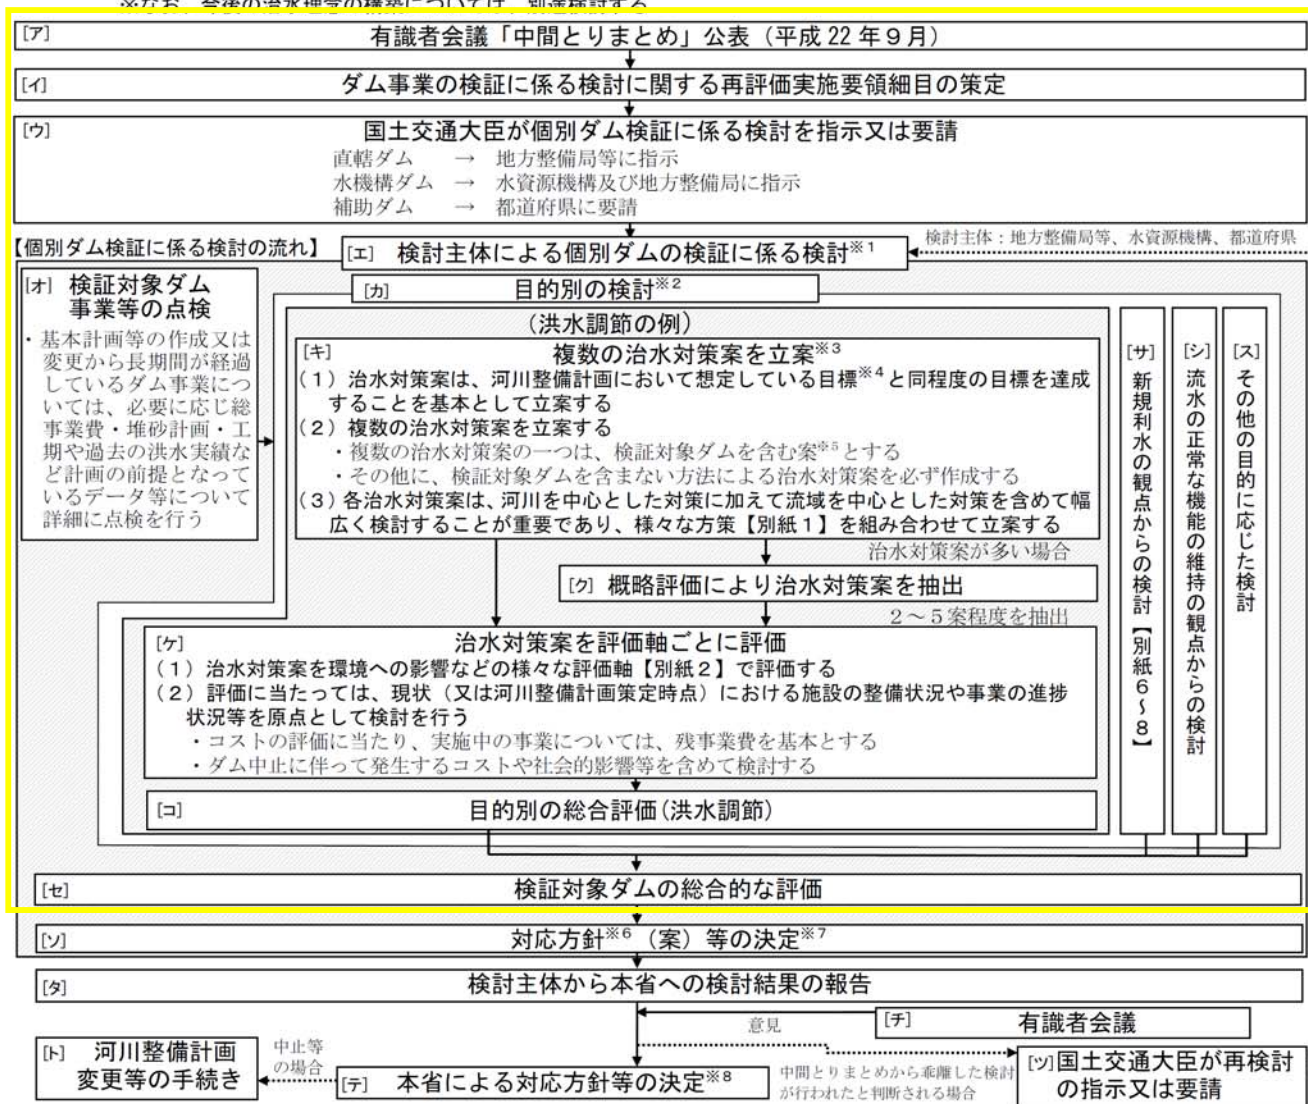 ※なお、今後の治水理念の構築については、別途検討する
[ア] 有識者会議「中間とりまとめ」公表（平成22年９月）
[イ] ダム事業の検証に係る検討に関する再評価実施要領細目の策定
[ウ] 国土交通大臣が個別ダム検証に係る検討を指示又は要請
直轄ダム → 地方整備局等に指示
水機構ダム → 水資源機構及び地方整備局に指示
補助ダム → 都道府県に要請
【個別ダム検証に係る検討の流れ】
[エ] 検討主体による個別ダムの検証に係る検討※1
検討主体：地方整備局等、水資源機構、都道府県
[オ] 検証対象ダム
事業等の点検
・基本計画等の作成又は
変更から長期間が経過
しているダム事業につ
いては、必要に応じ総
事業費・堆砂計画・工
期や過去の洪水実績な
ど計画の前提となって
いるデータ等について
詳細に点検を行う
[カ] 目的別の検討※2
（洪水調節の例）
[キ] 複数の治水対策案を立案※3
（１）治水対策案は、河川整備計画において想定している目標※4と同程度の目標を達成
することを基本として立案する
（２）複数の治水対策案を立案する
・複数の治水対策案の一つは、検証対象ダムを含む案※5とする
・その他に、検証対象ダムを含まない方法による治水対策案を必ず作成する
（３）各治水対策案は、河川を中心とした対策に加えて流域を中心とした対策を含めて幅
広く検討することが重要であり、様々な方策【別紙１】を組み合わせて立案する
治水対策案が多い場合
[ク] 概略評価により治水対策案を抽出
２～５案程度を抽出
[ケ] 治水対策案を評価軸ごとに評価
（１）治水対策案を環境への影響などの様々な評価軸【別紙２】で評価する
（２）評価に当たっては、現状（又は河川整備計画策定時点）における施設の整備状況や事業の進捗
状況等を原点として検討を行う
・コストの評価に当たり、実施中の事業については、残事業費を基本とする
・ダム中止に伴って発生するコストや社会的影響等を含めて検討する
[コ] 目的別の総合評価（洪水調節）
[サ] 新規利水の観点からの検討【別紙６～８】
[シ] 流水の正常な機能の維持の観点からの検討
[ス] その他の目的に応じた検討
[セ] 検証対象ダムの総合的な評価
[ソ] 対応方針※6（案）等の決定※7
[タ] 検討主体から本省への検討結果の報告
意見
[チ] 有識者会議
[ト] 河川整備計画
変更等の手続き
中止等
の場合
[テ] 本省による対応方針等の決定※8
中間とりまとめから乖離した検討
が行われたと判断される場合
[ツ]国土交通大臣が再検討
の指示又は要請